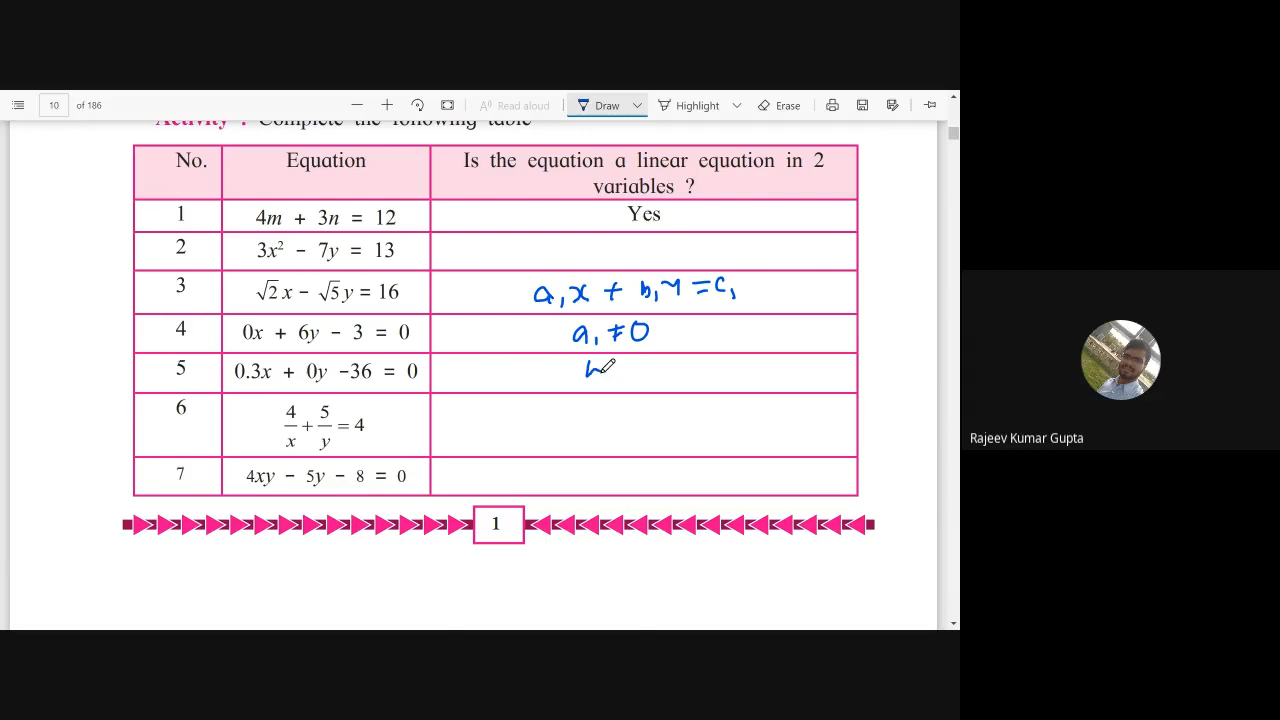 10 of 186
Read aloud
Draw
Highlight
Erase
Activity : Complete the following table
No. Equation Is the equation a linear equation in 2 variables ?
1 4m + 3n = 12 Yes
2 3x² − 7y = 13
3 √2x − √5y = 16 a₁x + b₁y = c₁
4 0x + 6y − 3 = 0 a₁ ≠ 0
5 0.3x + 0y −36 = 0
6 4/x + 5/y = 4
7 4xy − 5y − 8 = 0
1
Rajeev Kumar Gupta